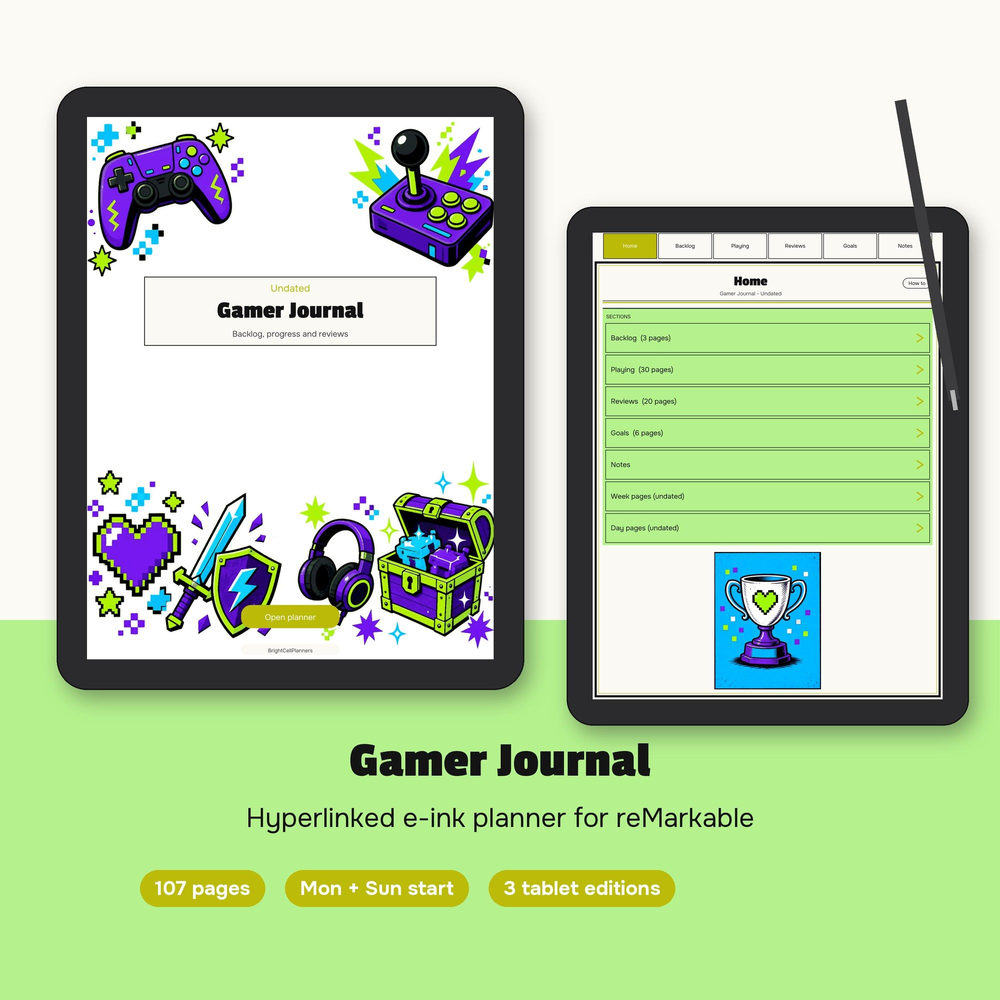 Undated
Gamer Journal
Backlog, progress and reviews
Open planner
BrightCellPlanners
Home Backlog Playing Reviews Goals Notes
Home
How to
Gamer Journal - Undated
SECTIONS
Backlog (3 pages)
Playing (30 pages)
Reviews (20 pages)
Goals (6 pages)
Notes
Week pages (undated)
Day pages (undated)
Gamer Journal
Hyperlinked e-ink planner for reMarkable
107 pages
Mon + Sun start
3 tablet editions